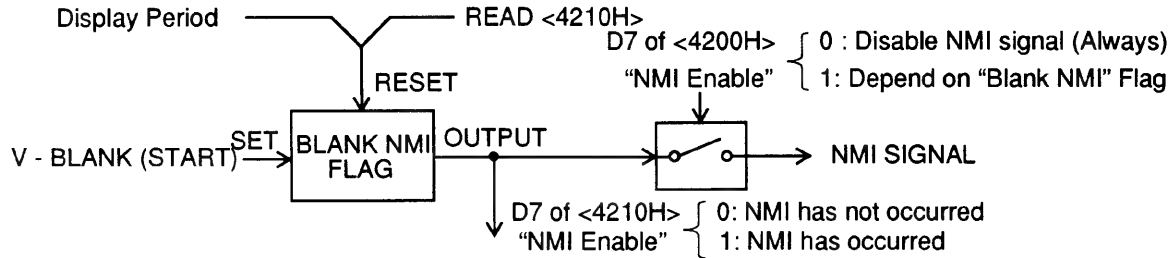 Display Period
READ <4210H>
D7 of <4200H>
"NMI Enable"
0 : Disable NMI signal (Always)
1: Depend on "Blank NMI" Flag
RESET
V - BLANK (START)
SET
BLANK NMI
FLAG
OUTPUT
NMI SIGNAL
D7 of <4210H>
"NMI Enable"
0: NMI has not occurred
1: NMI has occurred